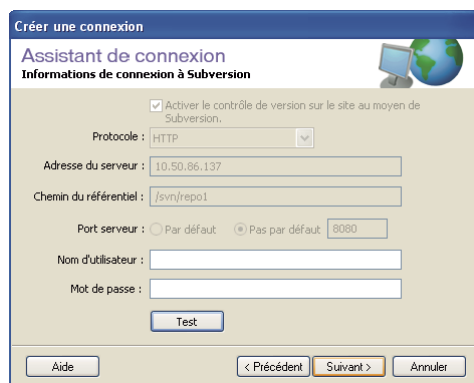 Créer une connexion
Assistant de connexion
Informations de connexion à Subversion
Activer le contrôle de version sur le site au moyen de
Subversion.
Protocole : HTTP
Adresse du serveur : 10.50.86.137
Chemin du référentiel : /svn/repo1
Port serveur : Par défaut Pas par défaut 8080
Nom d'utilisateur :
Mot de passe :
Test
Aide < Précédent Suivant > Annuler